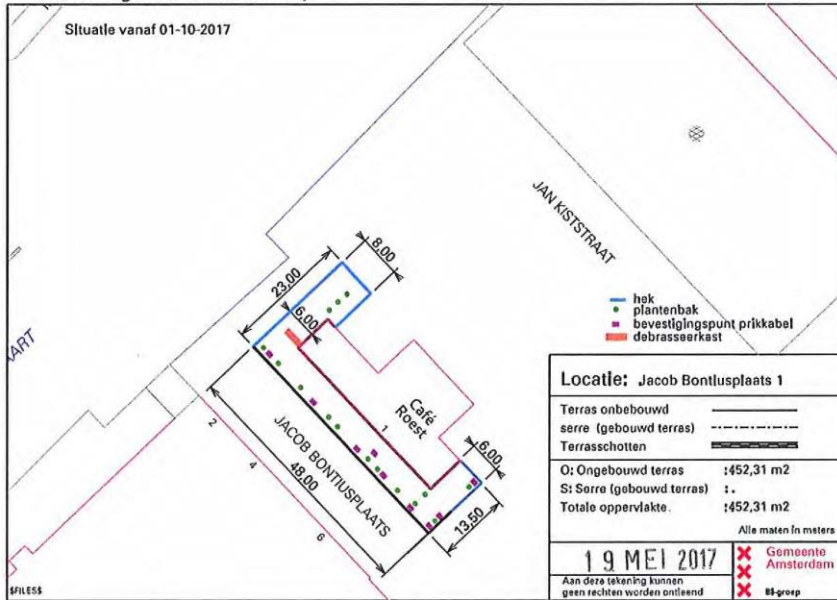 Situatie vanaf 01-10-2017
JAN KISTSTRAAT
8,00
23,00
6,00
AART
hek
plantenbak
bevestigingspunt prikkabel
debrasseerkast
Café
Roest
1
JACOB BONTIUSPLAATS
48,00
6,00
13,50
2
4
6
Locatie: Jacob Bontiusplaats 1
Terras onbebouwd
serre (gebouwd terras)
Terrasschotten
O: Ongebouwd terras :452,31 m2
S: Serre (gebouwd terras) :.
Totale oppervlakte. :452,31 m2
Alle maten in meters
19 MEI 2017
Aan deze tekening kunnen
geen rechten worden ontleend
Gemeente
Amsterdam
$FILES$